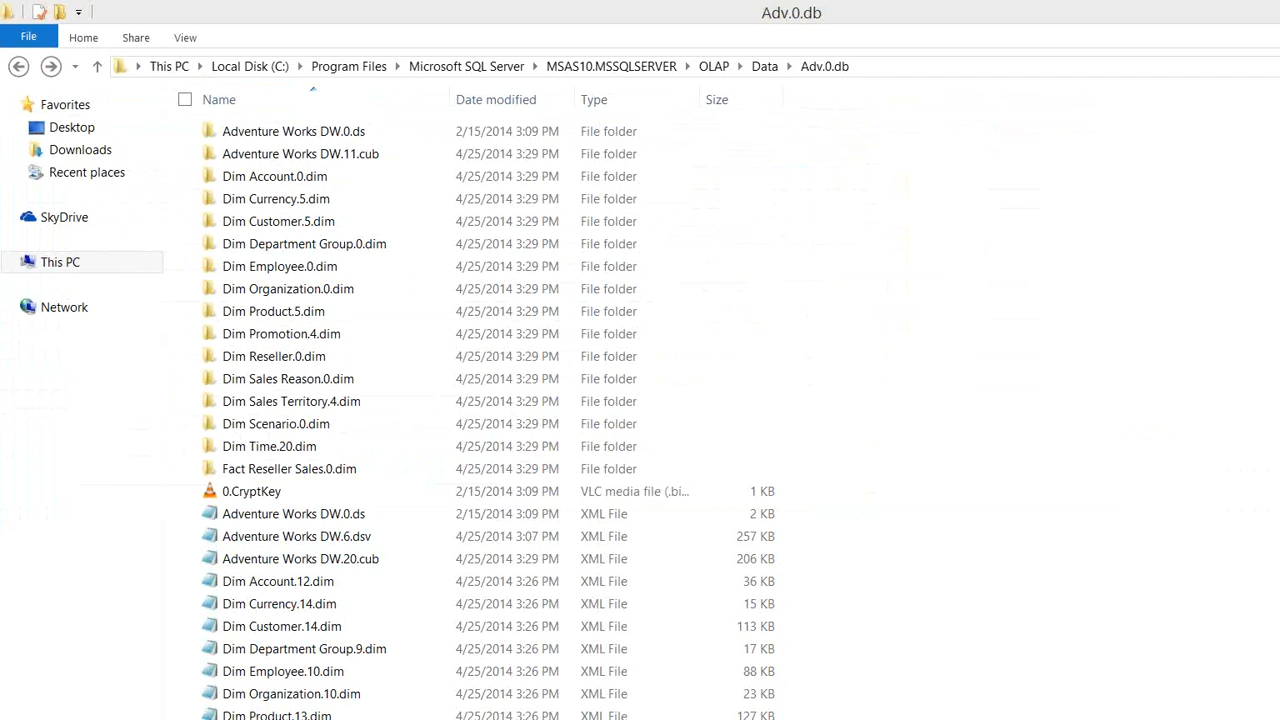 Adv.0.db
File Home Share View
This PC Local Disk (C:) Program Files Microsoft SQL Server MSAS10.MSSQLSERVER OLAP Data Adv.0.db
Favorites
Desktop
Downloads
Recent places
SkyDrive
This PC
Network
Name Date modified Type Size
Adventure Works DW.0.ds 2/15/2014 3:09 PM File folder
Adventure Works DW.11.cub 4/25/2014 3:29 PM File folder
Dim Account.0.dim 4/25/2014 3:29 PM File folder
Dim Currency.5.dim 4/25/2014 3:29 PM File folder
Dim Customer.5.dim 4/25/2014 3:29 PM File folder
Dim Department Group.0.dim 4/25/2014 3:29 PM File folder
Dim Employee.0.dim 4/25/2014 3:29 PM File folder
Dim Organization.0.dim 4/25/2014 3:29 PM File folder
Dim Product.5.dim 4/25/2014 3:29 PM File folder
Dim Promotion.4.dim 4/25/2014 3:29 PM File folder
Dim Reseller.0.dim 4/25/2014 3:29 PM File folder
Dim Sales Reason.0.dim 4/25/2014 3:29 PM File folder
Dim Sales Territory.4.dim 4/25/2014 3:29 PM File folder
Dim Scenario.0.dim 4/25/2014 3:29 PM File folder
Dim Time.20.dim 4/25/2014 3:29 PM File folder
Fact Reseller Sales.0.dim 4/25/2014 3:29 PM File folder
0.CryptKey 2/15/2014 3:09 PM VLC media file (.bi... 1 KB
Adventure Works DW.0.ds 2/15/2014 3:09 PM XML File 2 KB
Adventure Works DW.6.dsv 4/25/2014 3:07 PM XML File 257 KB
Adventure Works DW.20.cub 4/25/2014 3:29 PM XML File 206 KB
Dim Account.12.dim 4/25/2014 3:26 PM XML File 36 KB
Dim Currency.14.dim 4/25/2014 3:26 PM XML File 15 KB
Dim Customer.14.dim 4/25/2014 3:26 PM XML File 113 KB
Dim Department Group.9.dim 4/25/2014 3:26 PM XML File 17 KB
Dim Employee.10.dim 4/25/2014 3:26 PM XML File 88 KB
Dim Organization.10.dim 4/25/2014 3:26 PM XML File 23 KB
Dim Product.13.dim 4/25/2014 3:26 PM XML File 127 KB